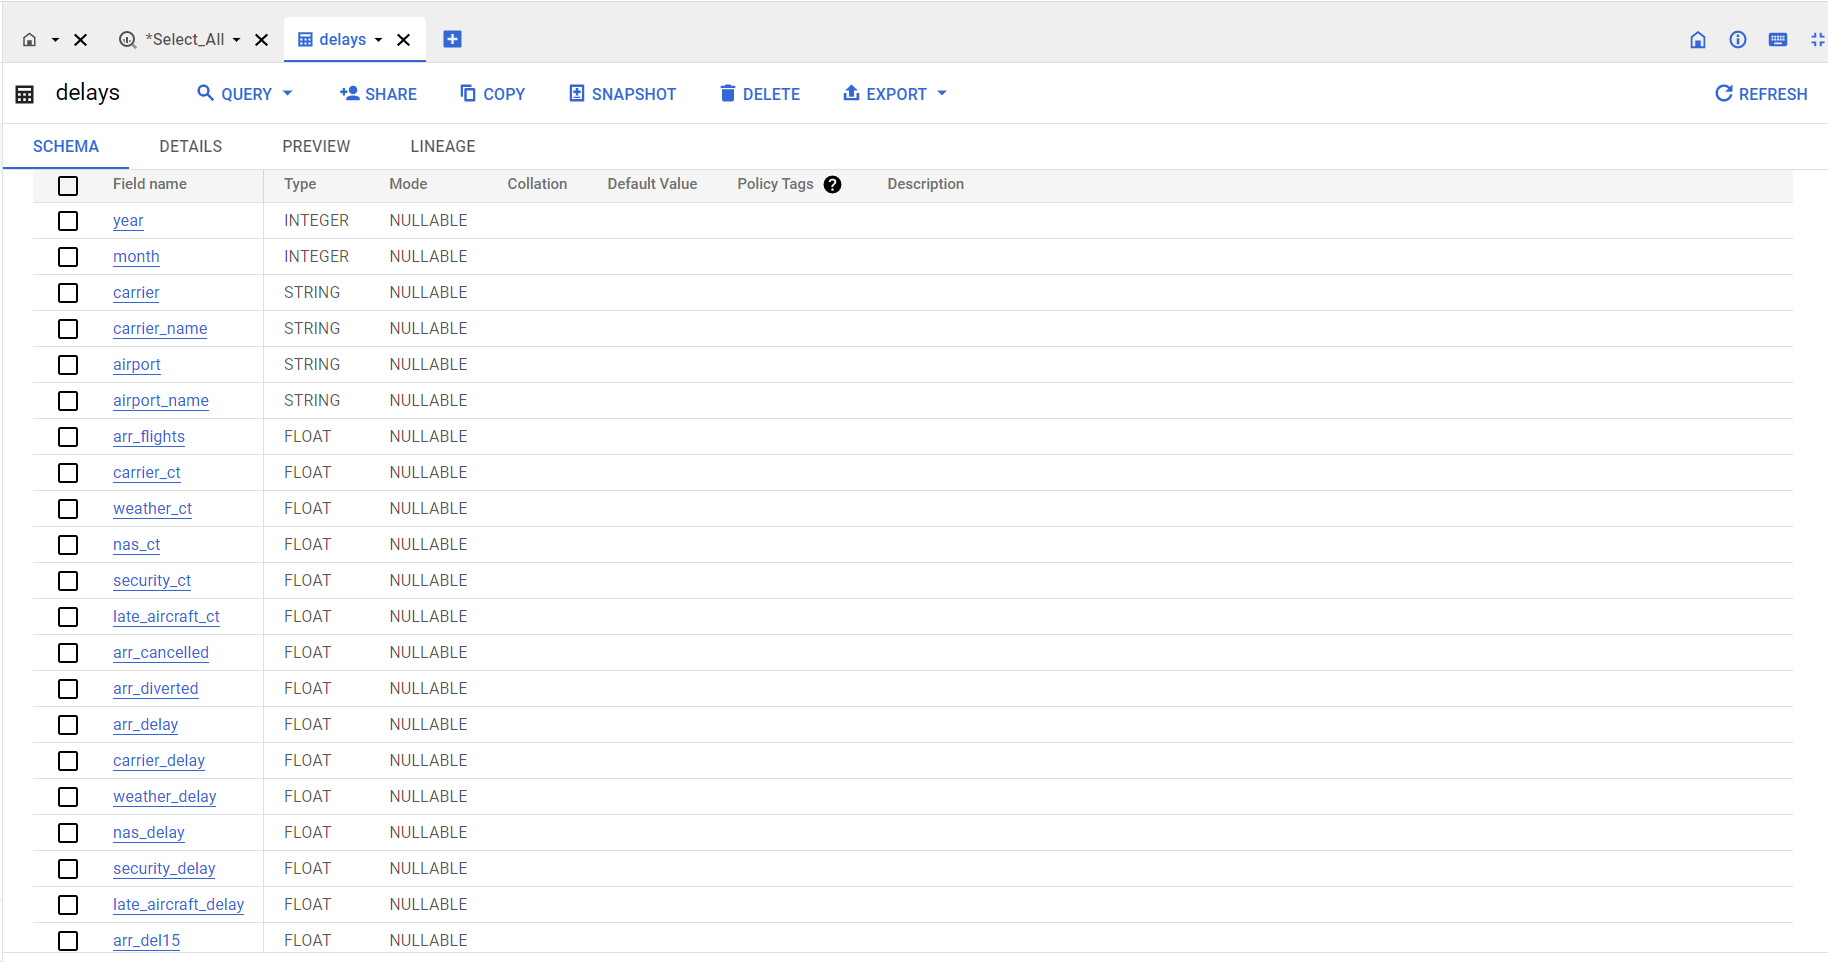 *Select_All delays
delays QUERY SHARE COPY SNAPSHOT DELETE EXPORT REFRESH
SCHEMA DETAILS PREVIEW LINEAGE
Field name Type Mode Collation Default Value Policy Tags ? Description
year INTEGER NULLABLE
month INTEGER NULLABLE
carrier STRING NULLABLE
carrier_name STRING NULLABLE
airport STRING NULLABLE
airport_name STRING NULLABLE
arr_flights FLOAT NULLABLE
carrier_ct FLOAT NULLABLE
weather_ct FLOAT NULLABLE
nas_ct FLOAT NULLABLE
security_ct FLOAT NULLABLE
late_aircraft_ct FLOAT NULLABLE
arr_cancelled FLOAT NULLABLE
arr_diverted FLOAT NULLABLE
arr_delay FLOAT NULLABLE
carrier_delay FLOAT NULLABLE
weather_delay FLOAT NULLABLE
nas_delay FLOAT NULLABLE
security_delay FLOAT NULLABLE
late_aircraft_delay FLOAT NULLABLE
arr_del15 FLOAT NULLABLE